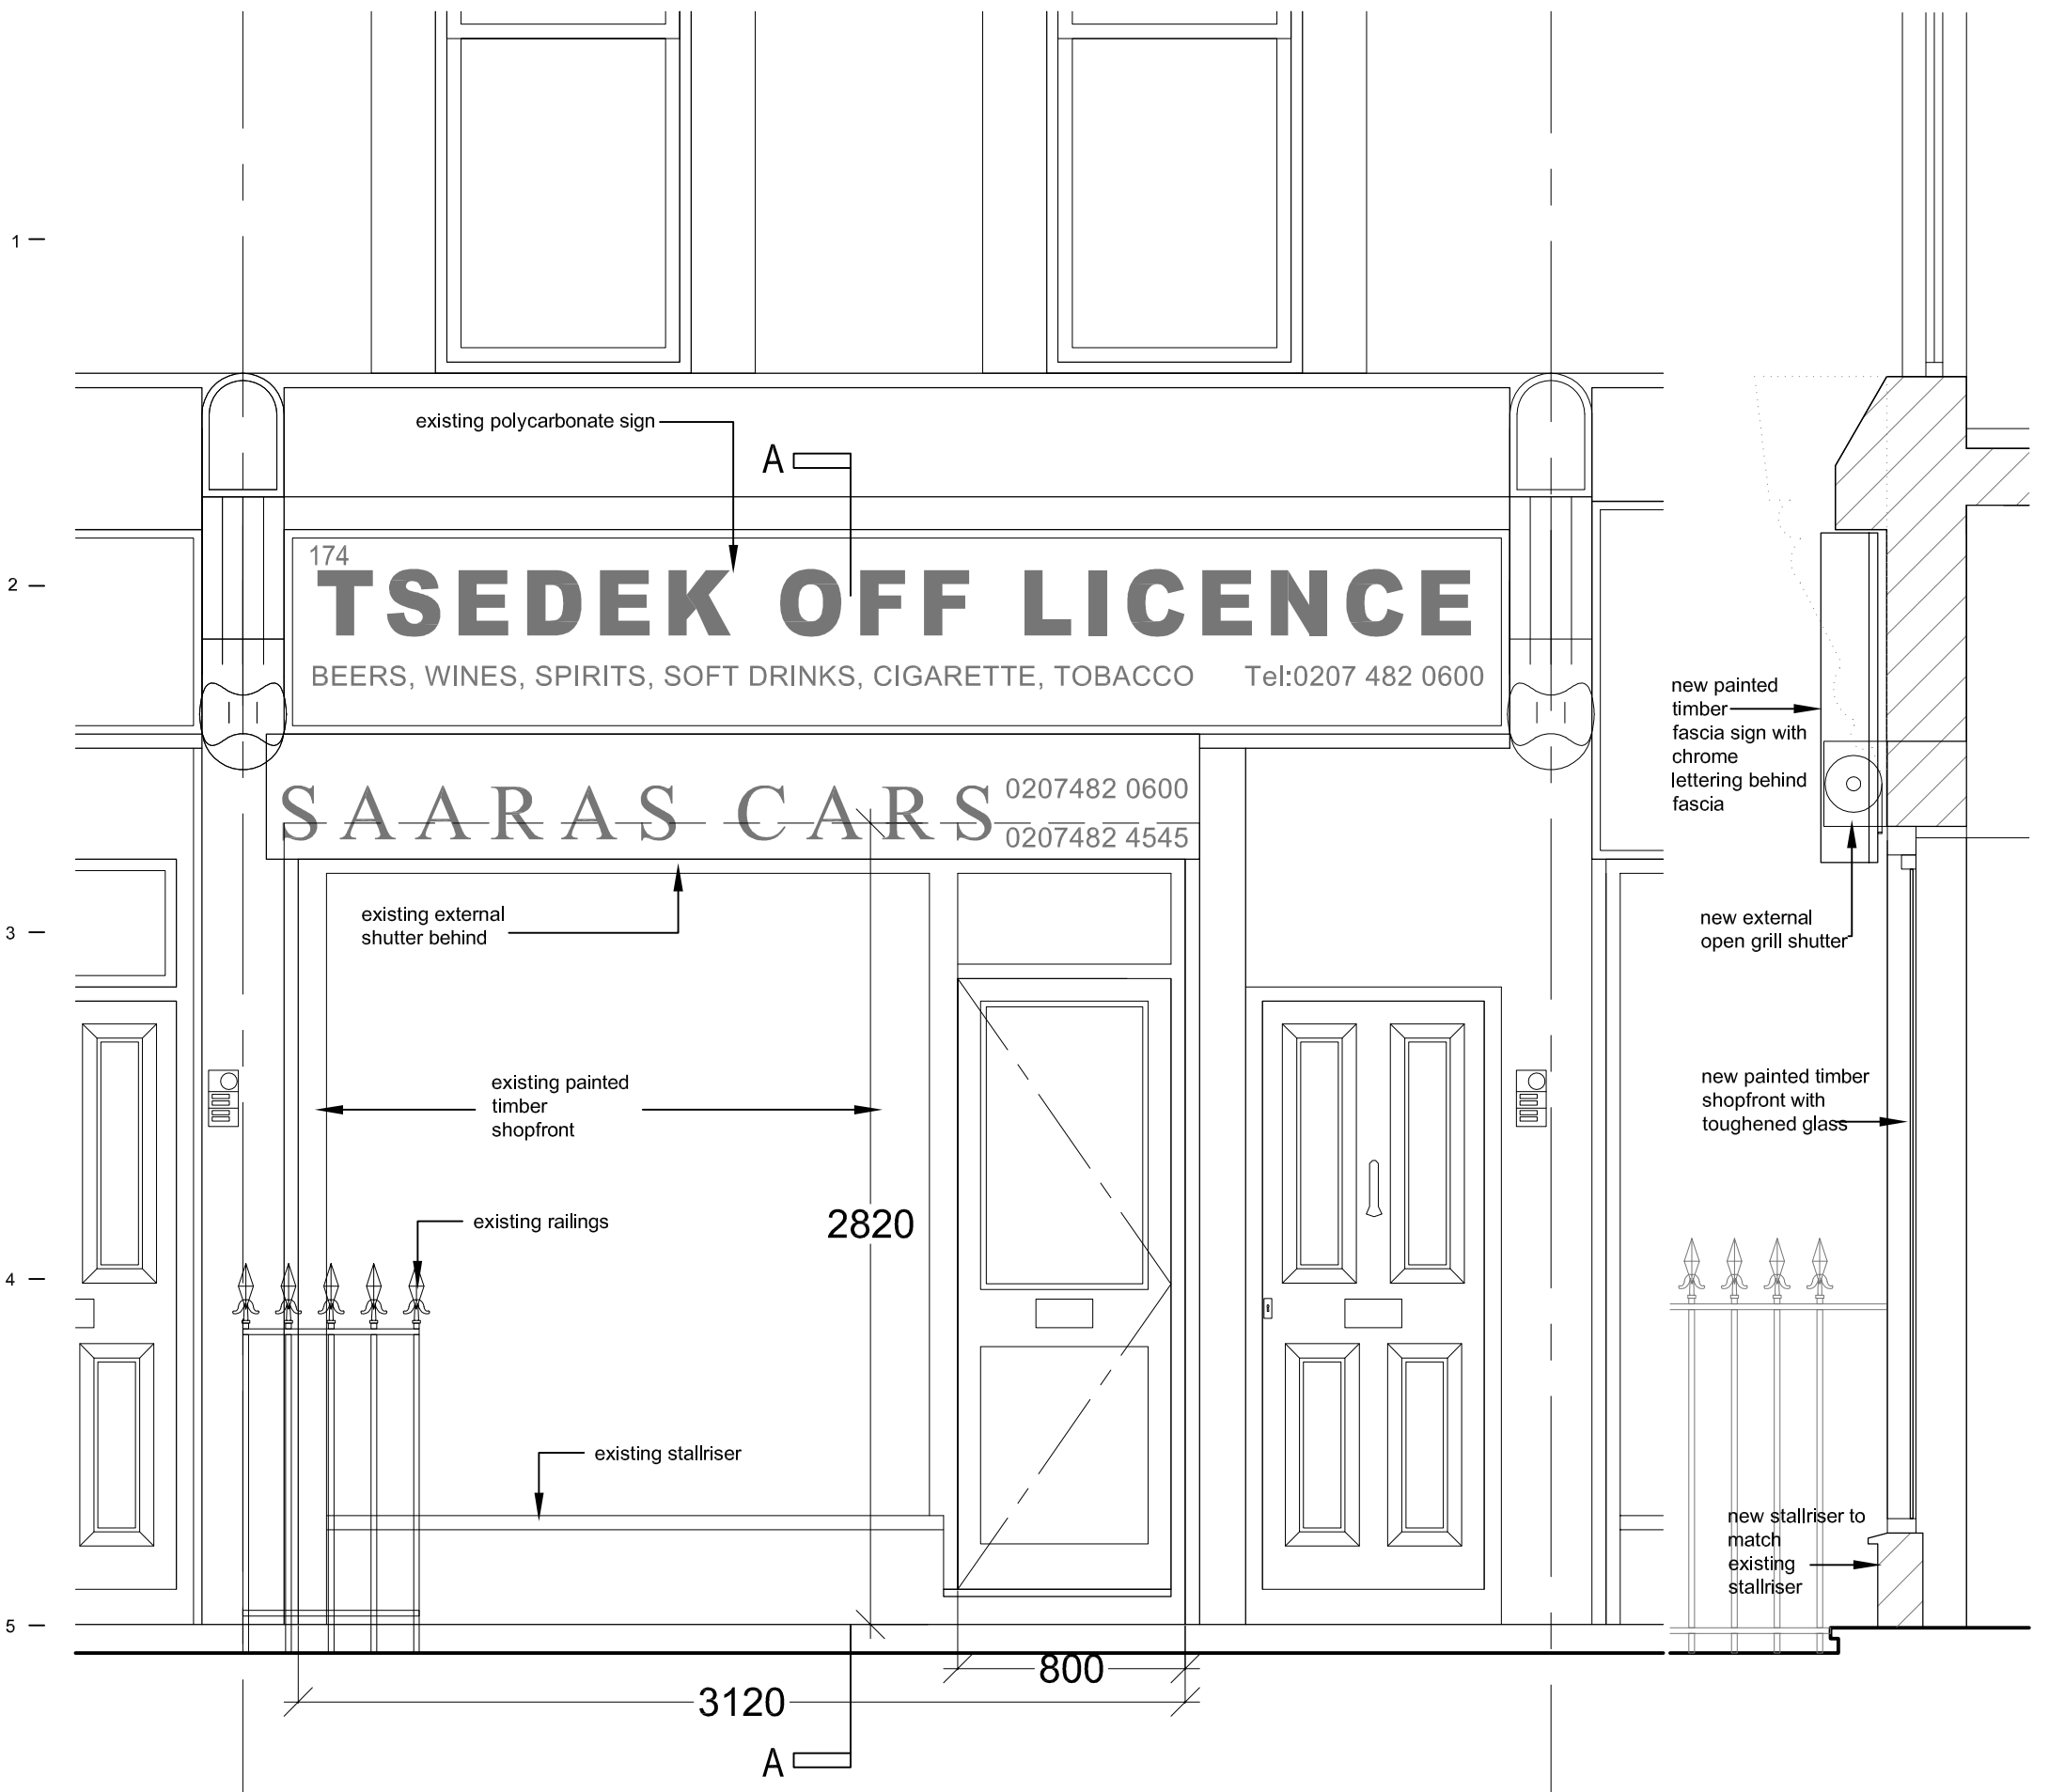 1
existing polycarbonate sign
A
174
2
TSEDEK OFF LICENCE
BEERS, WINES, SPIRITS, SOFT DRINKS, CIGARETTE, TOBACCO Tel:0207 482 0600
new painted
timber
fascia sign with
chrome
lettering behind
fascia
SAARAS CARS
0207482 0600
0207482 4545
3
existing external
shutter behind
new external
open grill shutter
existing painted
timber
shopfront
new painted timber
shopfront with
toughened glass
2820
existing railings
4
existing stallriser
new stallriser to
match
existing
stallriser
5
800
3120
A